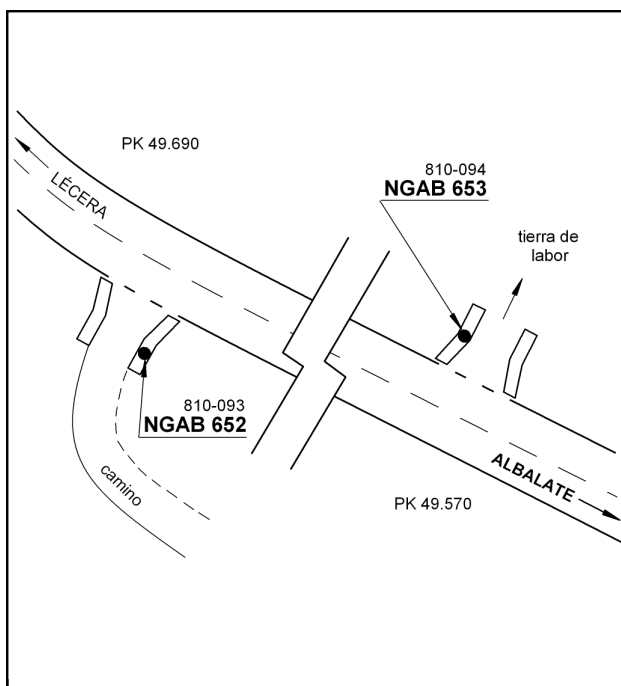 PK 49.690
LÉCERA
810-094
NGAB 653
tierra de
labor
810-093
NGAB 652
camino
ALBALATE
PK 49.570